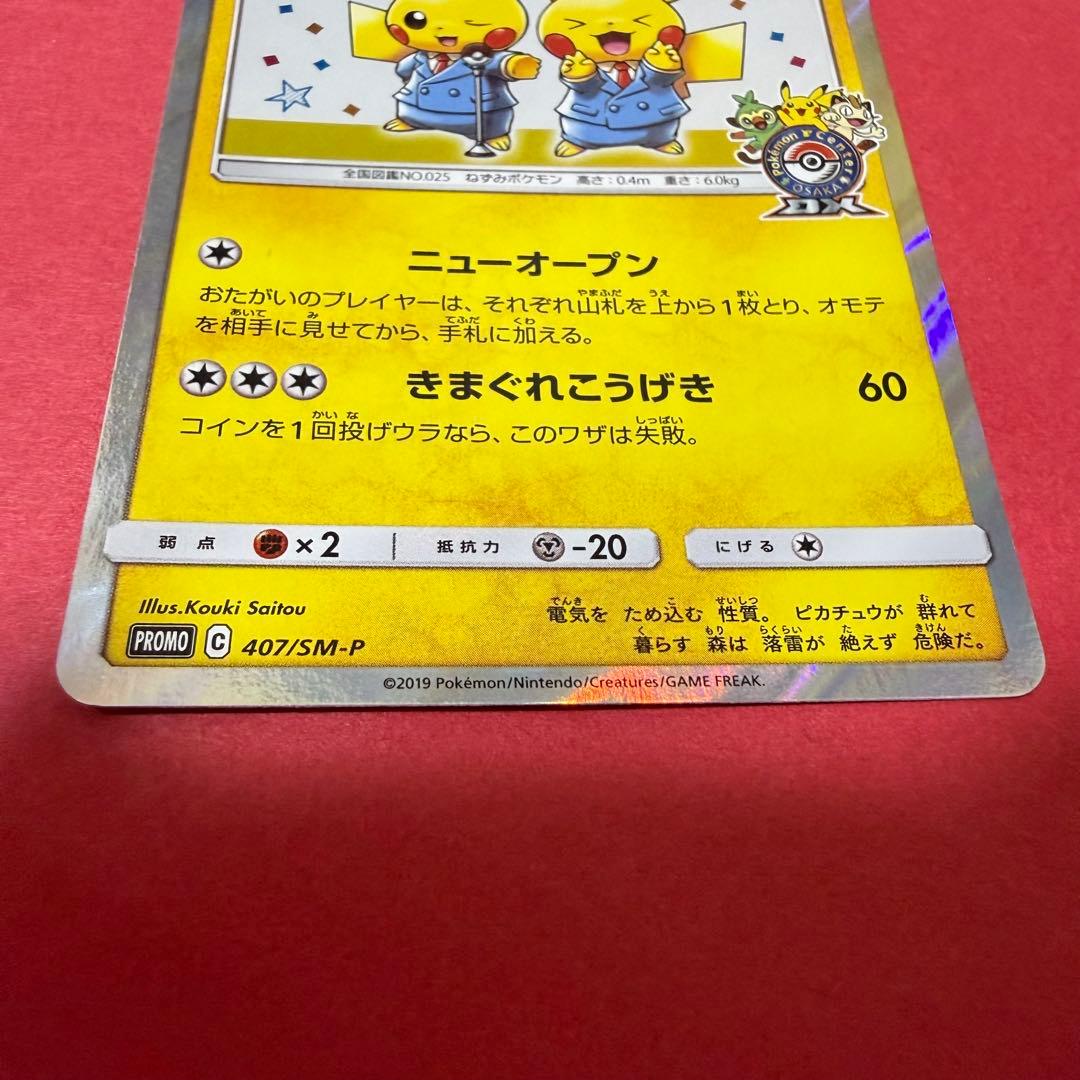 Pokémon Center
OSAKA
DX
全国図鑑NO.025 ねずみポケモン 高さ:0.4m 重さ:6.0kg
ニューオープン
おたがいのプレイヤーは、それぞれ山札を上から1枚とり、オモテ
を相手に見せてから、手札に加える。
きまぐれこうげき 60
コインを1回投げウラなら、このワザは失敗。
弱点 ×2 抵抗力 -20 にげる
Illus.Kouki Saitou
電気を ため込む 性質。 ピカチュウが 群れて
暮らす 森は 落雷が 絶えず 危険だ。
PROMO C 407/SM-P
©2019 Pokémon/Nintendo/Creatures/GAME FREAK.